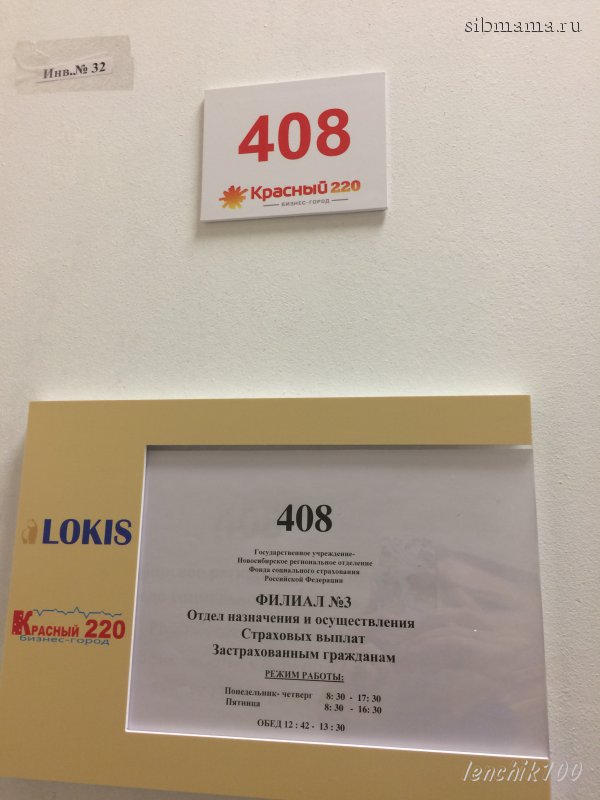 sibmama.ru
Инв..№ 32
408
Красный 220
БИЗНЕС-ГОРОД
408
Государственное учреждение-
Новосибирское региональное отделение
Фонда социального страхования
Российской Федерации
LOKIS
ФИЛИАЛ №3
Отдел назначения и осуществления
Страховых выплат
Застрахованным гражданам
КРАСНЫЙ 220
бизнес-город
РЕЖИМ РАБОТЫ:
Понедельник- четверг 8: 30 - 17: 30
Пятница 8: 30 - 16: 30
ОБЕД 12 : 42 - 13 : 30
lenchik100